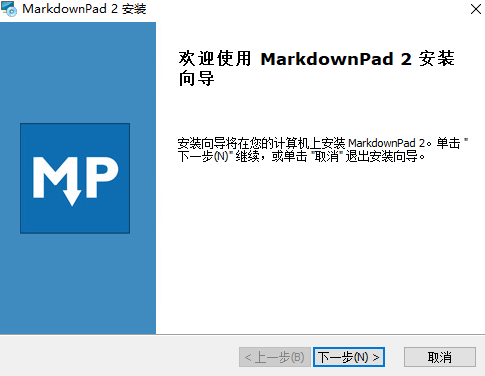 MarkdownPad 2 安装
欢迎使用 MarkdownPad 2 安装
向导
MP
安装向导将在您的计算机上安装 MarkdownPad 2。单击 "
下一步(N)" 继续，或单击 "取消" 退出安装向导。
< 上一步(B) 下一步(N) > 取消